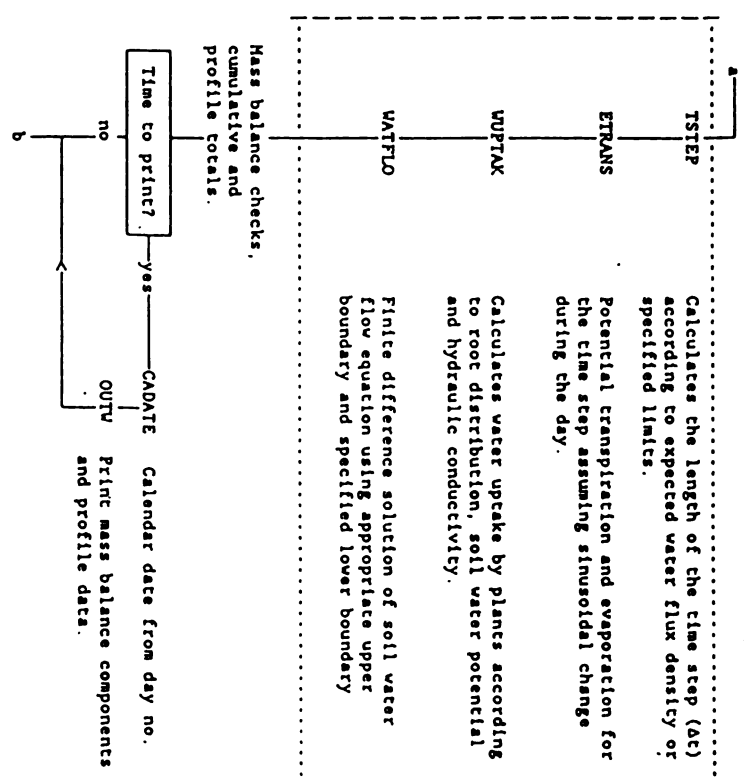 a
TSTEP
Calculates the length of the time step (Δt)
according to expected water flux density or
specified limits.
ETRANS
Potential transpiration and evaporation for
the time step assuming sinusoidal change
during the day.
WUPTAK
Calculates water uptake by plants according
to root distribution, soil water potential
and hydraulic conductivity.
WATFLO
Finite difference solution of soil water
flow equation using appropriate upper
boundary and specified lower boundary
Mass balance checks,
cumulative and
profile totals.
Time to print?
yes
CADATE
Calendar date from day no.
no
OUTW
Print mass balance components
and profile data.
b